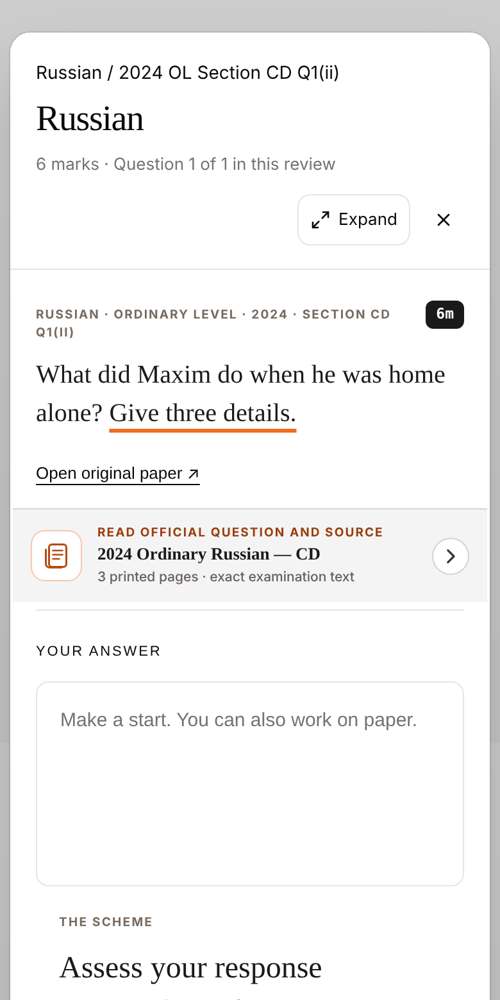 Russian / 2024 OL Section CD Q1(ii)
Russian
6 marks · Question 1 of 1 in this review
Expand
RUSSIAN · ORDINARY LEVEL · 2024 · SECTION CD
Q1(II)
6m
What did Maxim do when he was home
alone? Give three details.
Open original paper ↗
READ OFFICIAL QUESTION AND SOURCE
2024 Ordinary Russian — CD
3 printed pages · exact examination text
YOUR ANSWER
Make a start. You can also work on paper.
THE SCHEME
Assess your response